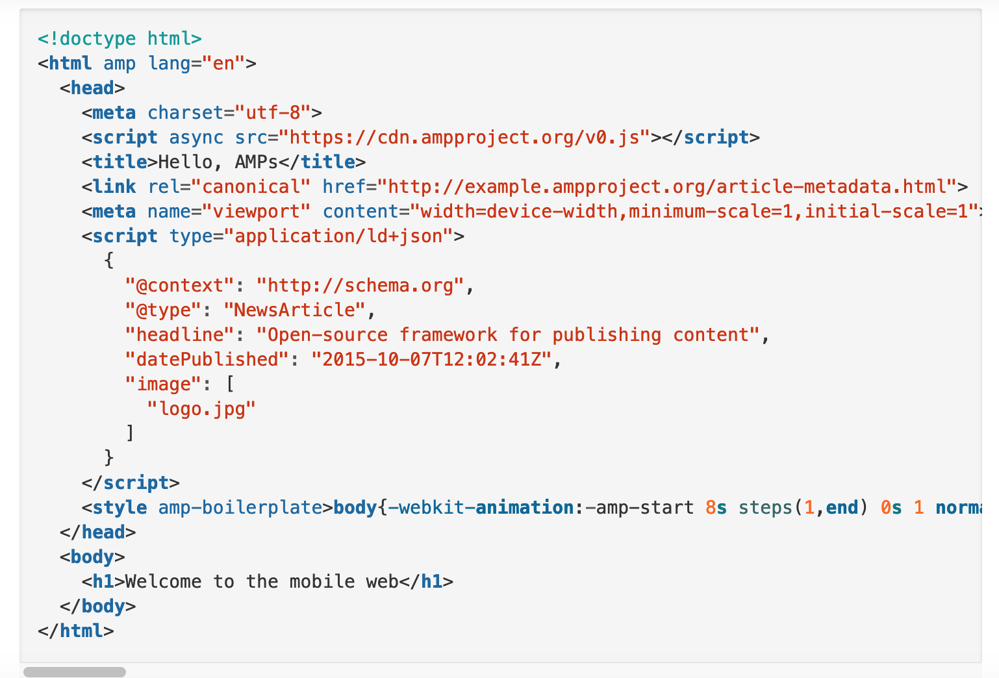 <!doctype html>
<html amp lang="en">
  <head>
    <meta charset="utf-8">
    <script async src="https://cdn.ampproject.org/v0.js"></script>
    <title>Hello, AMPs</title>
    <link rel="canonical" href="http://example.ampproject.org/article-metadata.html">
    <meta name="viewport" content="width=device-width,minimum-scale=1,initial-scale=1">
    <script type="application/ld+json">
      {
        "@context": "http://schema.org",
        "@type": "NewsArticle",
        "headline": "Open-source framework for publishing content",
        "datePublished": "2015-10-07T12:02:41Z",
        "image": [
          "logo.jpg"
        ]
      }
    </script>
    <style amp-boilerplate>body{-webkit-animation:-amp-start 8s steps(1,end) 0s 1
  </head>
  <body>
    <h1>Welcome to the mobile web</h1>
  </body>
</html>